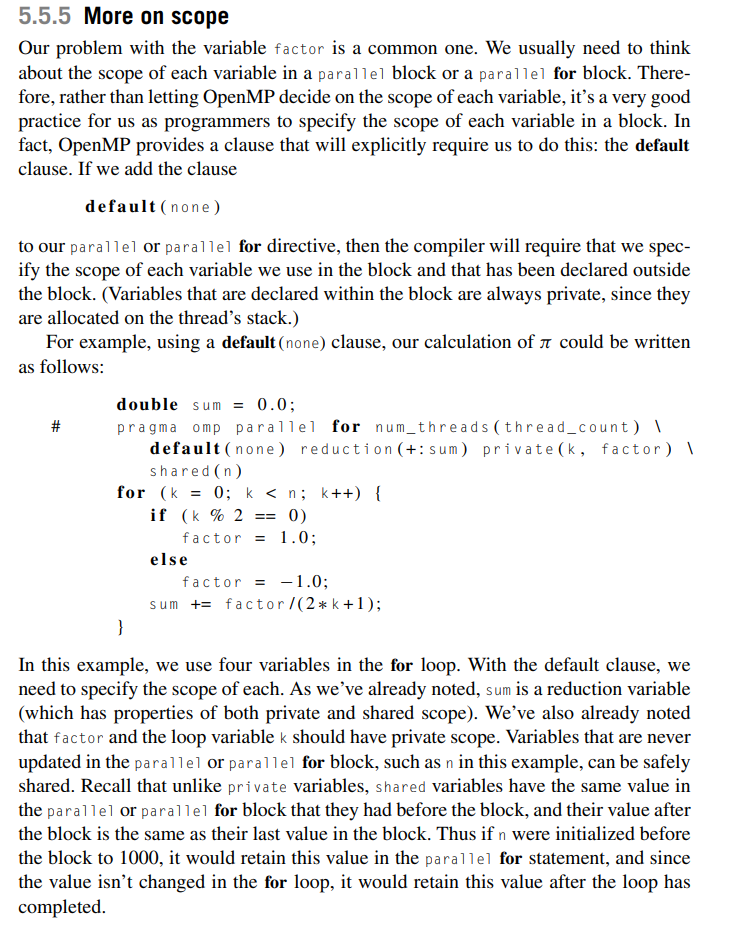 5.5.5 More on scope
Our problem with the variable factor is a common one. We usually need to think
about the scope of each variable in a parallel block or a parallel for block. There-
fore, rather than letting OpenMP decide on the scope of each variable, it's a very good
practice for us as programmers to specify the scope of each variable in a block. In
fact, OpenMP provides a clause that will explicitly require us to do this: the default
clause. If we add the clause
default(none)
to our parallel or parallel for directive, then the compiler will require that we spec-
ify the scope of each variable we use in the block and that has been declared outside
the block. (Variables that are declared within the block are always private, since they
are allocated on the thread's stack.)
For example, using a default(none) clause, our calculation of π could be written
as follows:
double sum = 0.0;
# pragma omp parallel for num_threads(thread_count) \
default(none) reduction(+:sum) private(k, factor) \
shared(n)
for (k = 0; k < n; k++) {
if (k % 2 == 0)
factor = 1.0;
else
factor = −1.0;
sum += factor/(2*k+1);
}
In this example, we use four variables in the for loop. With the default clause, we
need to specify the scope of each. As we've already noted, sum is a reduction variable
(which has properties of both private and shared scope). We've also already noted
that factor and the loop variable k should have private scope. Variables that are never
updated in the parallel or parallel for block, such as n in this example, can be safely
shared. Recall that unlike private variables, shared variables have the same value in
the parallel or parallel for block that they had before the block, and their value after
the block is the same as their last value in the block. Thus if n were initialized before
the block to 1000, it would retain this value in the parallel for statement, and since
the value isn't changed in the for loop, it would retain this value after the loop has
completed.